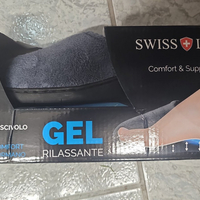 SWISS
Comfort & Supp
SCIVOLO
GEL
RILASSANTE